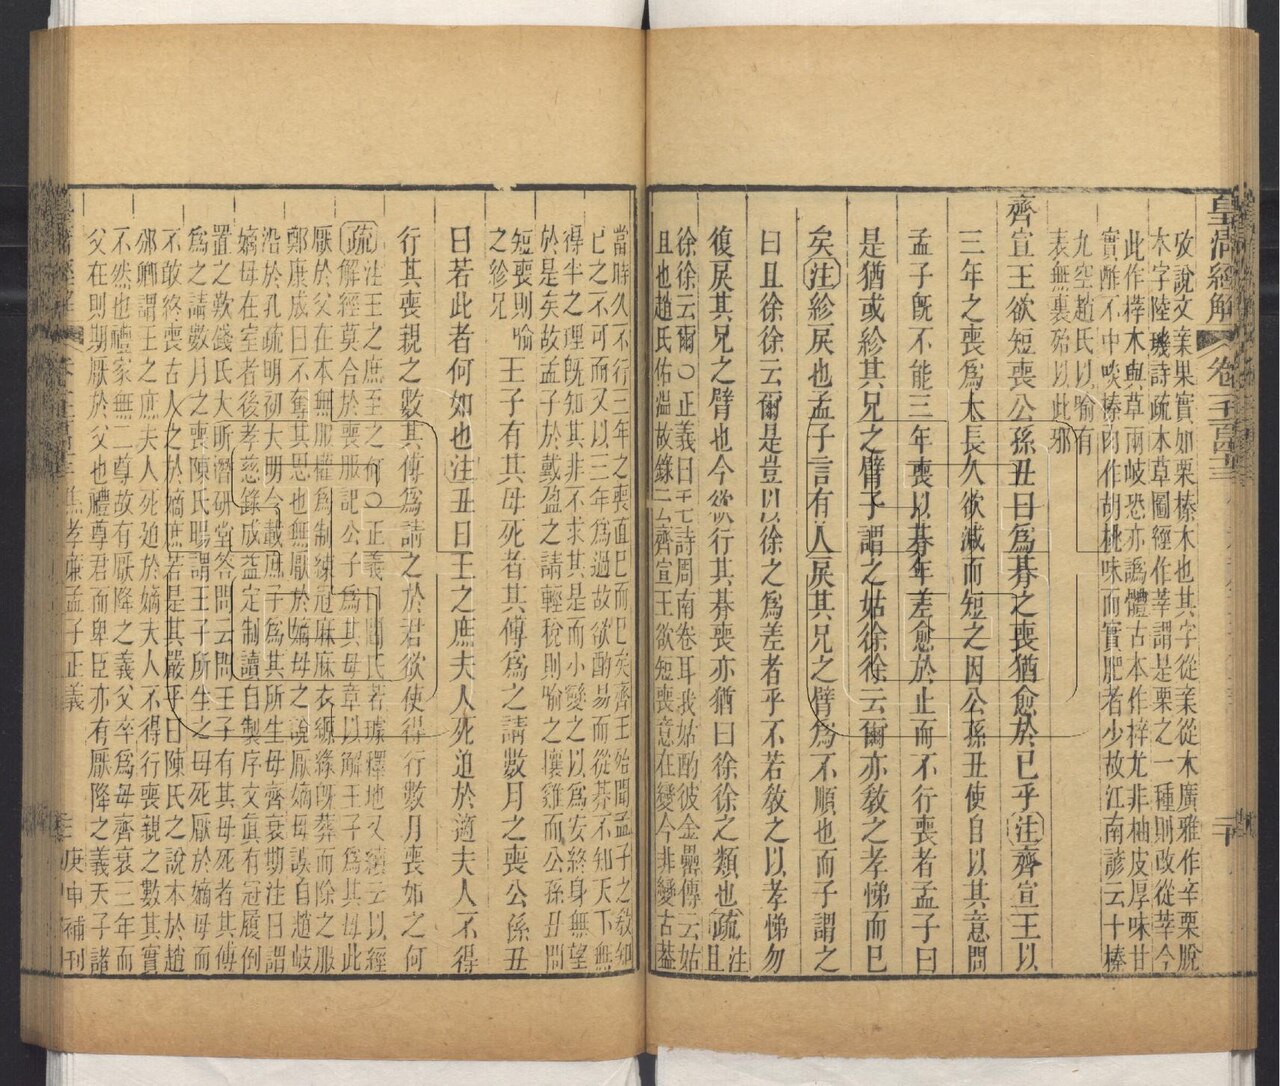 皇清經解 卷
攷說文業果實如栗榛木也其字從業從木廣雅作辛栗脫
木字陸璣詩疏本草圖經作莘謂是栗之一種則改從莘今
此作榟木與草兩岐恐亦譌體古本作梓尤非柚皮厚味甘
實酢不中啖榛肉作胡桃味而實肥者少故江南諺云十榛
九空趙氏以喻有
表無裏殆以此邪
齊宣王欲短喪公孫丑曰爲朞之喪猶愈於已乎注齊宣王以
三年之喪爲太長久欲減而短之因公孫丑使自以其意問
孟子旣不能三年喪以朞年差愈於止而不行喪者孟子曰
是猶或紾其兄之臂子謂之姑徐徐云爾亦敎之孝悌而已
矣注紾戾也孟子言有人戾其兄之臂爲不順也而子謂之
曰且徐徐云爾是豈以徐之爲差者乎不若敎之以孝悌勿
復戾其兄之臂也今欲行其朞喪亦猶曰徐徐之類也疏注且
徐徐云爾○正義曰毛詩周南卷耳我姑酌彼金罍傳云姑
且也趙氏佑溫故錄云齊宣王欲短喪意在變今非變古葢
當時久不行三年之喪面已而已矣齊王始聞孟子之敎知
已之不可而又以三年爲過故欲酌易而從朞不知天下無
得半之理旣知其非不求其是而小變之以爲安終身無望
於是矣故孟子於戴盈之請輕稅則喻之攘雞而公孫丑問
短喪則喻
之紾兄
王子有其母死者其傅爲之請數月之喪公孫丑
曰若此者何如也注丑曰王之庶夫人死迫於適夫人不得
行其喪親之數其傅爲請之於君欲使得行數月喪如之何
疏注王之庶至之何○正義曰閻氏若璩釋地又續云以經
解經莫合於喪服記公子爲其母章以解王子爲其母此
厭於父在本無服權爲制練冠麻麻衣縓緣旣葬而除之服
鄭康成曰不奪其恩也無厭於嫡母之說厭嫡母誤自趙岐
沿於孔疏明初大明令載庶子爲其所生母齊衰期注曰謂
嫡母在室者後孝慈錄成益定制讀自製序文眞有冠履倒
置之歎錢氏大昕潛研堂答問云問王子有其母死者其傅
爲之請數月之喪陳氏暘謂王子所生之母死厭於嫡母而
不敢終喪古人之於嫡庶若是其嚴乎曰陳氏之說本於趙
邠卿謂王之庶夫人死迫於嫡夫人不得行喪親之數其實
不然也禮家無二尊故有厭降之義父卒爲母齊衰三年而
父在則期厭於父也禮尊君而卑臣亦有厭降之義天子諸
焦孝廉孟子正義
庚申補刊